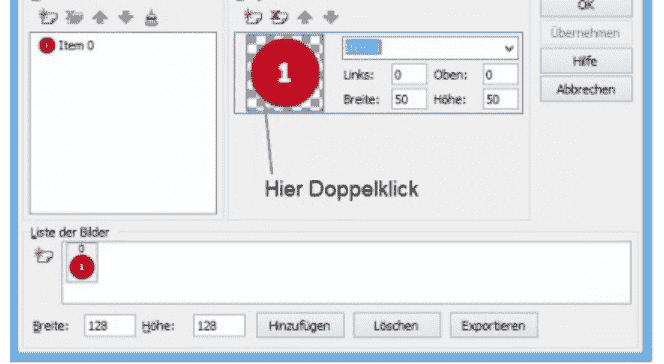 OK
Übernehmen
Hilfe
Abbrechen
Item 0
1
Links: 0 Oben: 0
Breite: 50 Höhe: 50
Hier Doppelklick
Liste der Bilder
0
1
Breite: 128 Höhe: 128 Hinzufügen Löschen Exportieren